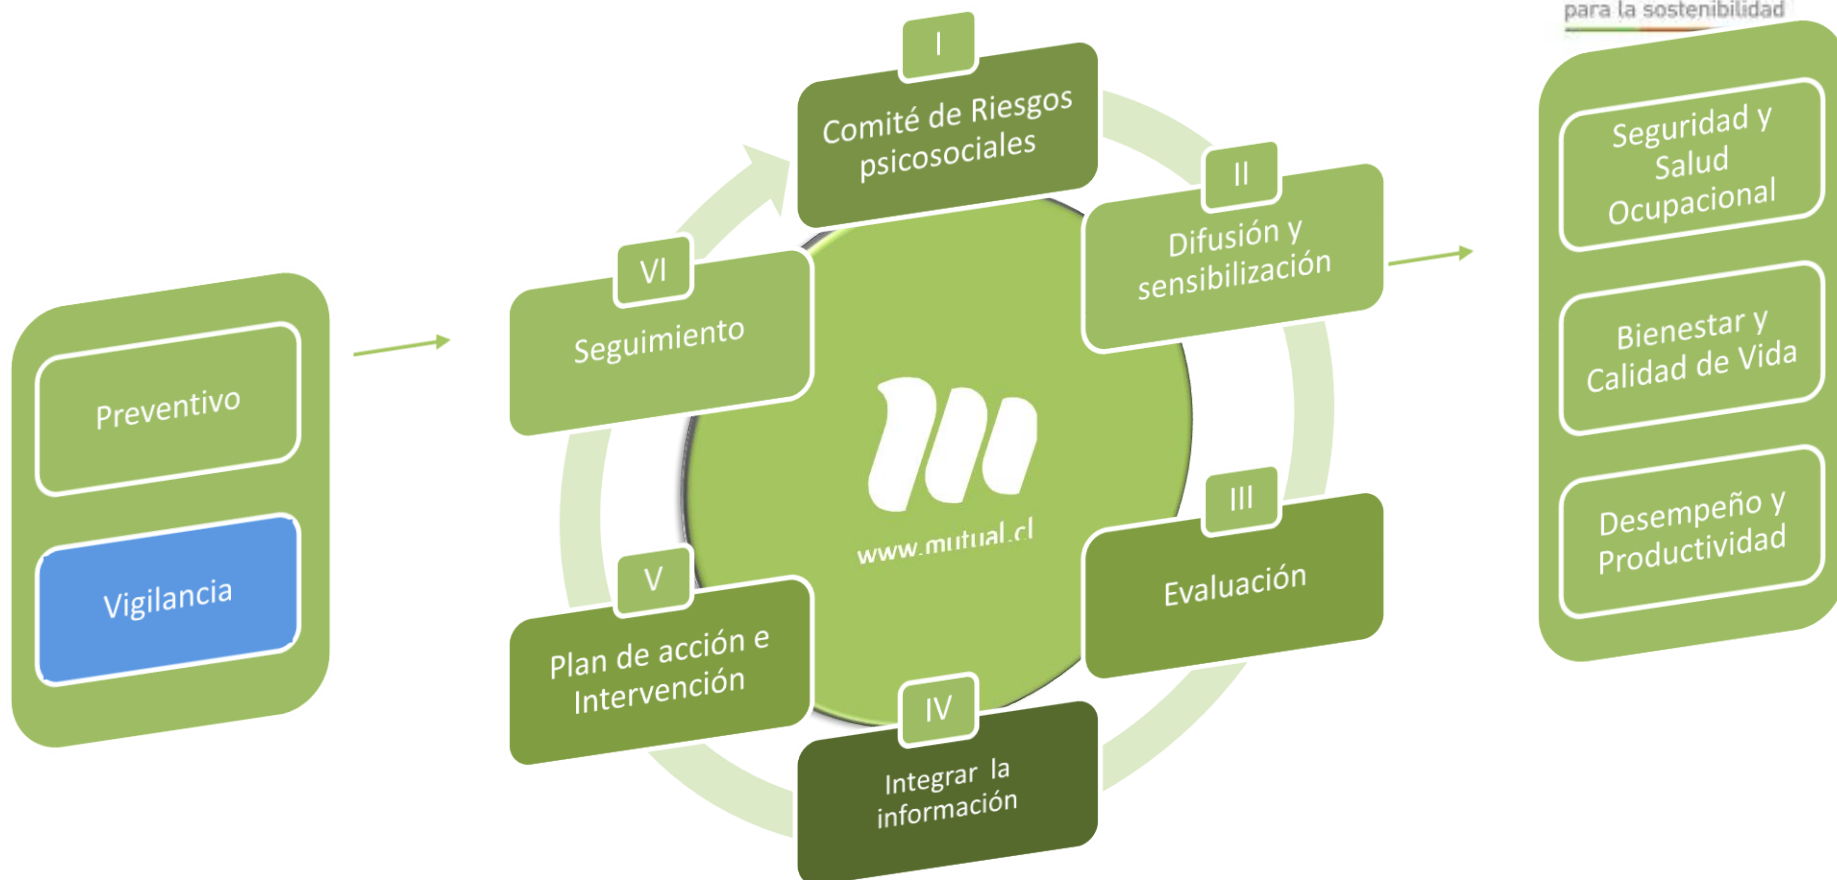 para la sostenibilidad
Preventivo
Vigilancia
I
Comité de Riesgos
psicosociales
II
Difusión y
sensibilización
III
Evaluación
IV
Integrar la
información
V
Plan de acción e
Intervención
VI
Seguimiento
www.mutual.cl
Seguridad y
Salud
Ocupacional
Bienestar y
Calidad de Vida
Desempeño y
Productividad